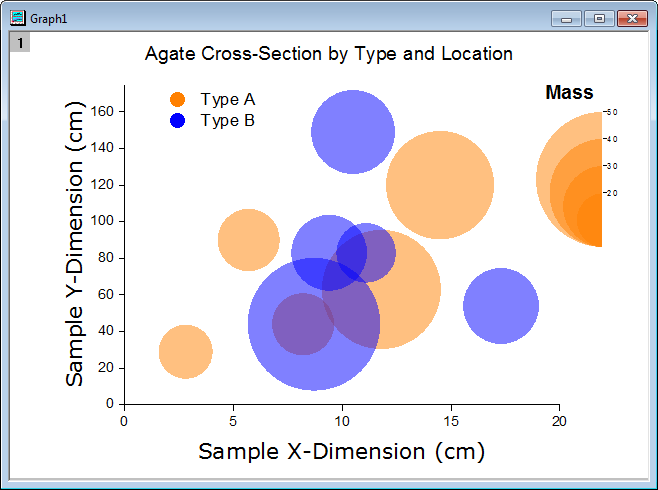 Graph1
1
Agate Cross-Section by Type and Location
Type A
Type B
Mass
50
40
30
20
Sample Y-Dimension (cm)
160
140
120
100
80
60
40
20
0
0 5 10 15 20
Sample X-Dimension (cm)